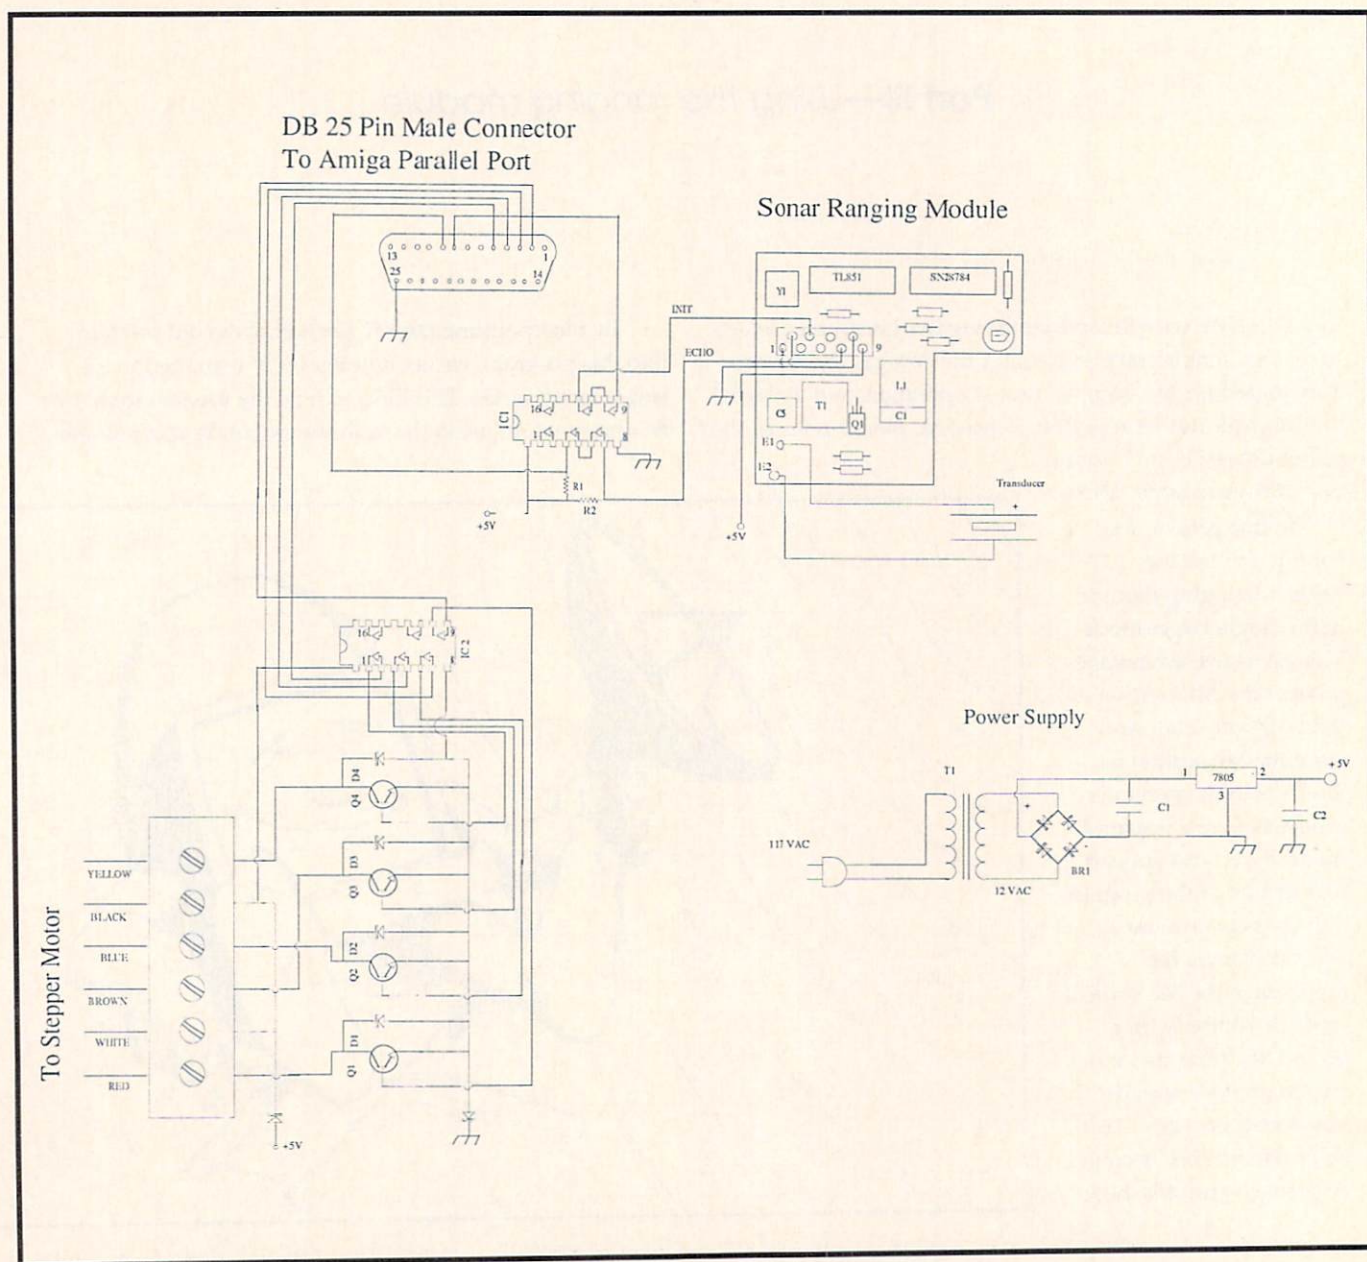 DB 25 Pin Male Connector
To Amiga Parallel Port
13
1
25
14
Sonar Ranging Module
Y1
TL851
SN28784
INIT
ECHO
1
2
9
C5
T1
Q1
L1
C1
E1
E2
Transducer
+
+5V
IC1
16
9
1
8
R1
R2
+5V
IC2
16
9
1
8
D4
Q4
D3
Q3
D2
Q2
D1
Q1
To Stepper Motor
YELLOW
BLACK
BLUE
BROWN
WHITE
RED
+5V
Power Supply
T1
117 VAC
12 VAC
+
-
BR1
C1
1
7805
2
3
C2
+5V